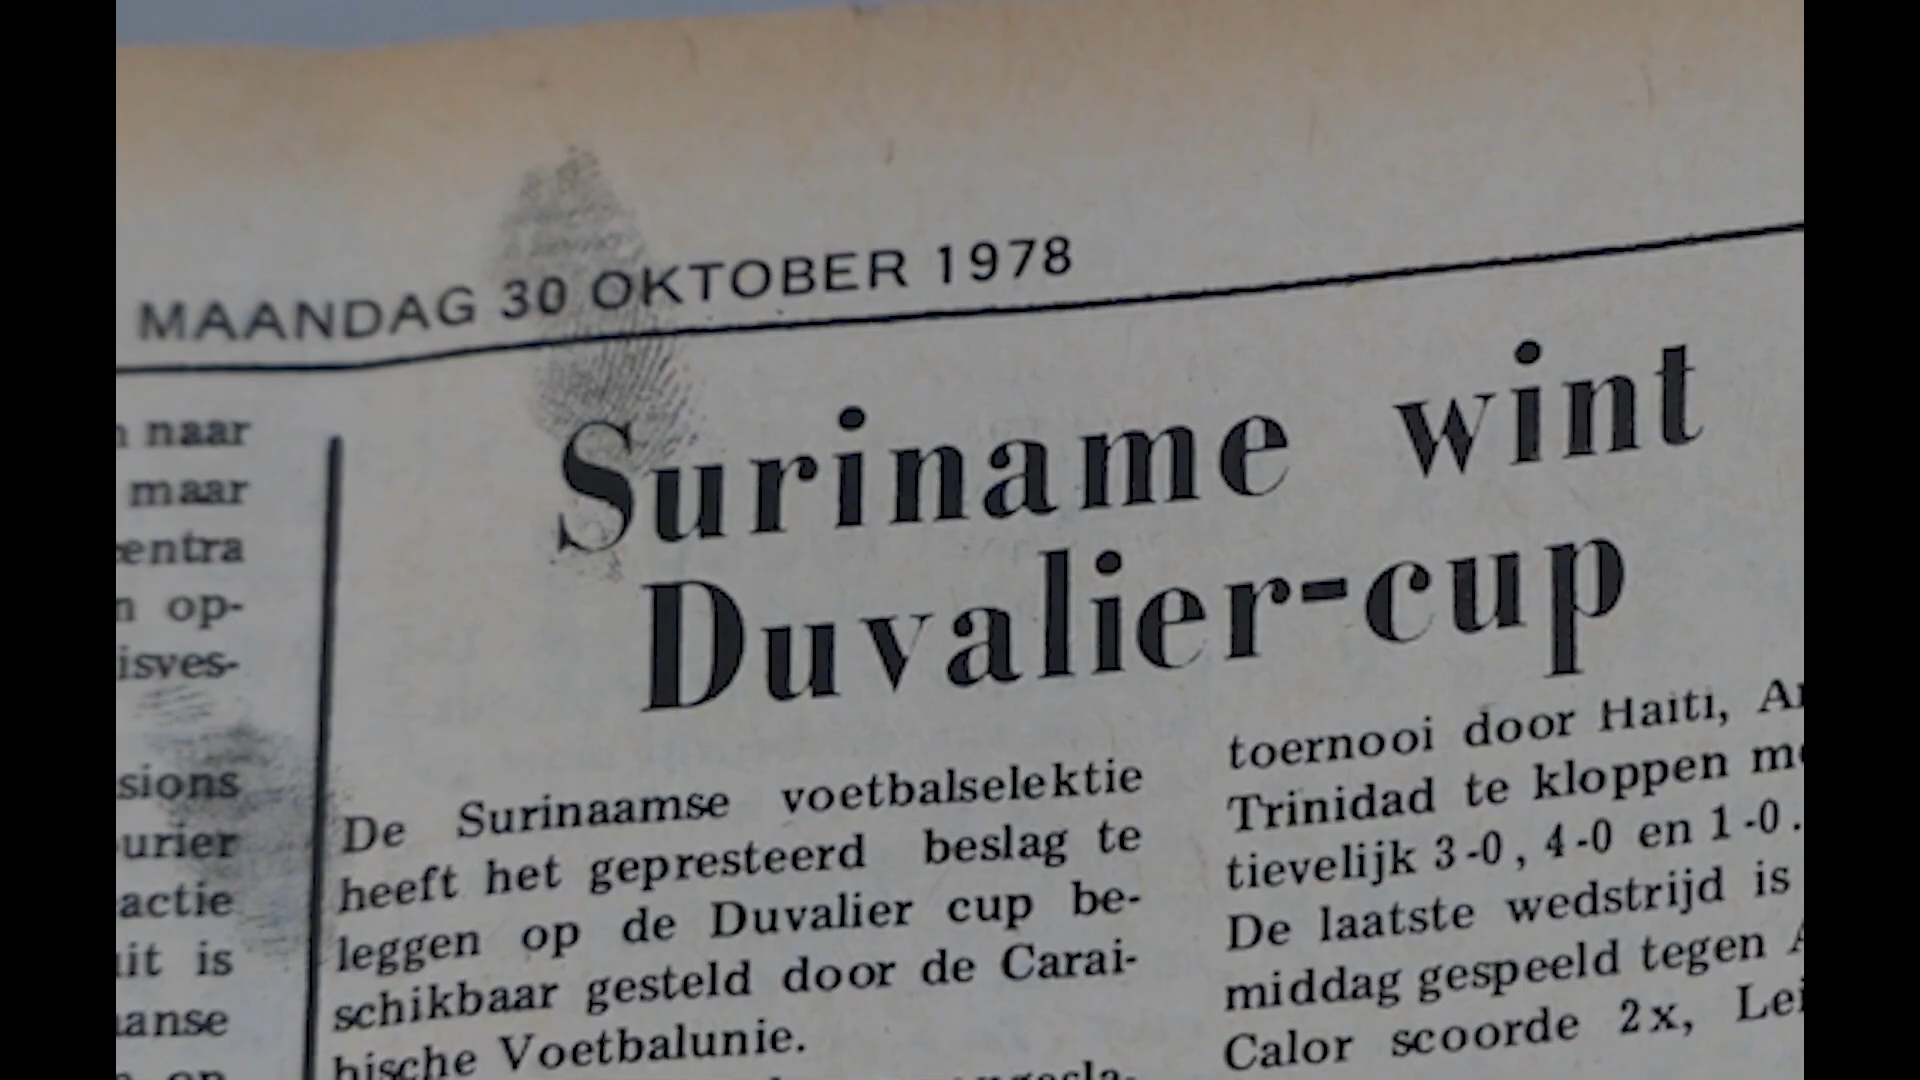 MAANDAG 30 OKTOBER 1978
naar
maar
op-
Suriname wint
Duvalier-cup
De Surinaamse voetbalselektie
heeft het gepresteerd beslag te
leggen op de Duvalier cup be-
schikbaar gesteld door de Carai-
bische Voetbalunie.
toernooi door Haiti,
Trinidad te kloppen
tievelijk 3-0, 4-0 en 1-0.
De laatste wedstrijd is
middag gespeeld tegen
Calor scoorde 2x,
sions
urier
actie
uit is